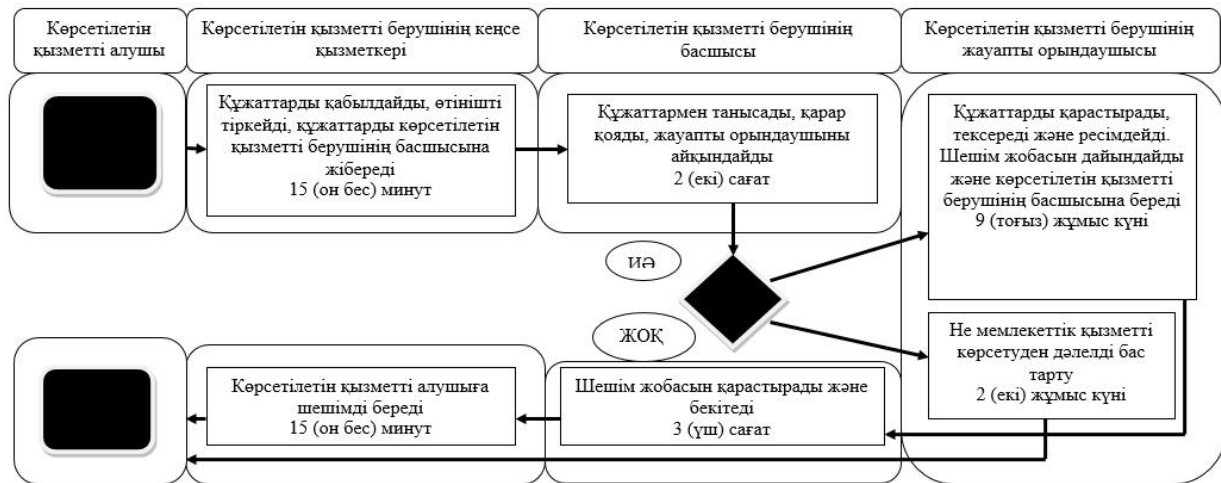 Көрсетілетін
қызметті алушы
Көрсетілетін қызметті берушінің кеңсе
қызметкері
Көрсетілетін қызметті берушінің
басшысы
Көрсетілетін қызметті берушінің
жауапты орындаушысы
Құжаттарды қабылдайды, өтінішті
тіркейді, құжаттарды көрсетілетін
қызметті берушінің басшысына
жібереді
15 (он бес) минут
Құжаттармен танысады, қарар
қояды, жауапты орындаушыны
айқындайды
2 (екі) сағат
Құжаттарды қарастырады,
тексереді және ресімдейді.
Шешім жобасын дайындайды
және көрсетілетін қызметті
берушінің басшысына береді
9 (тоғыз) жұмыс күні
иә
ЖОҚ
Не мемлекеттік қызметті
көрсетуден дәлелді бас
тарту
2 (екі) жұмыс күні
Көрсетілетін қызметті алушыға
шешімді береді
15 (он бес) минут
Шешім жобасын қарастырады және
бекітеді
3 (үш) сағат